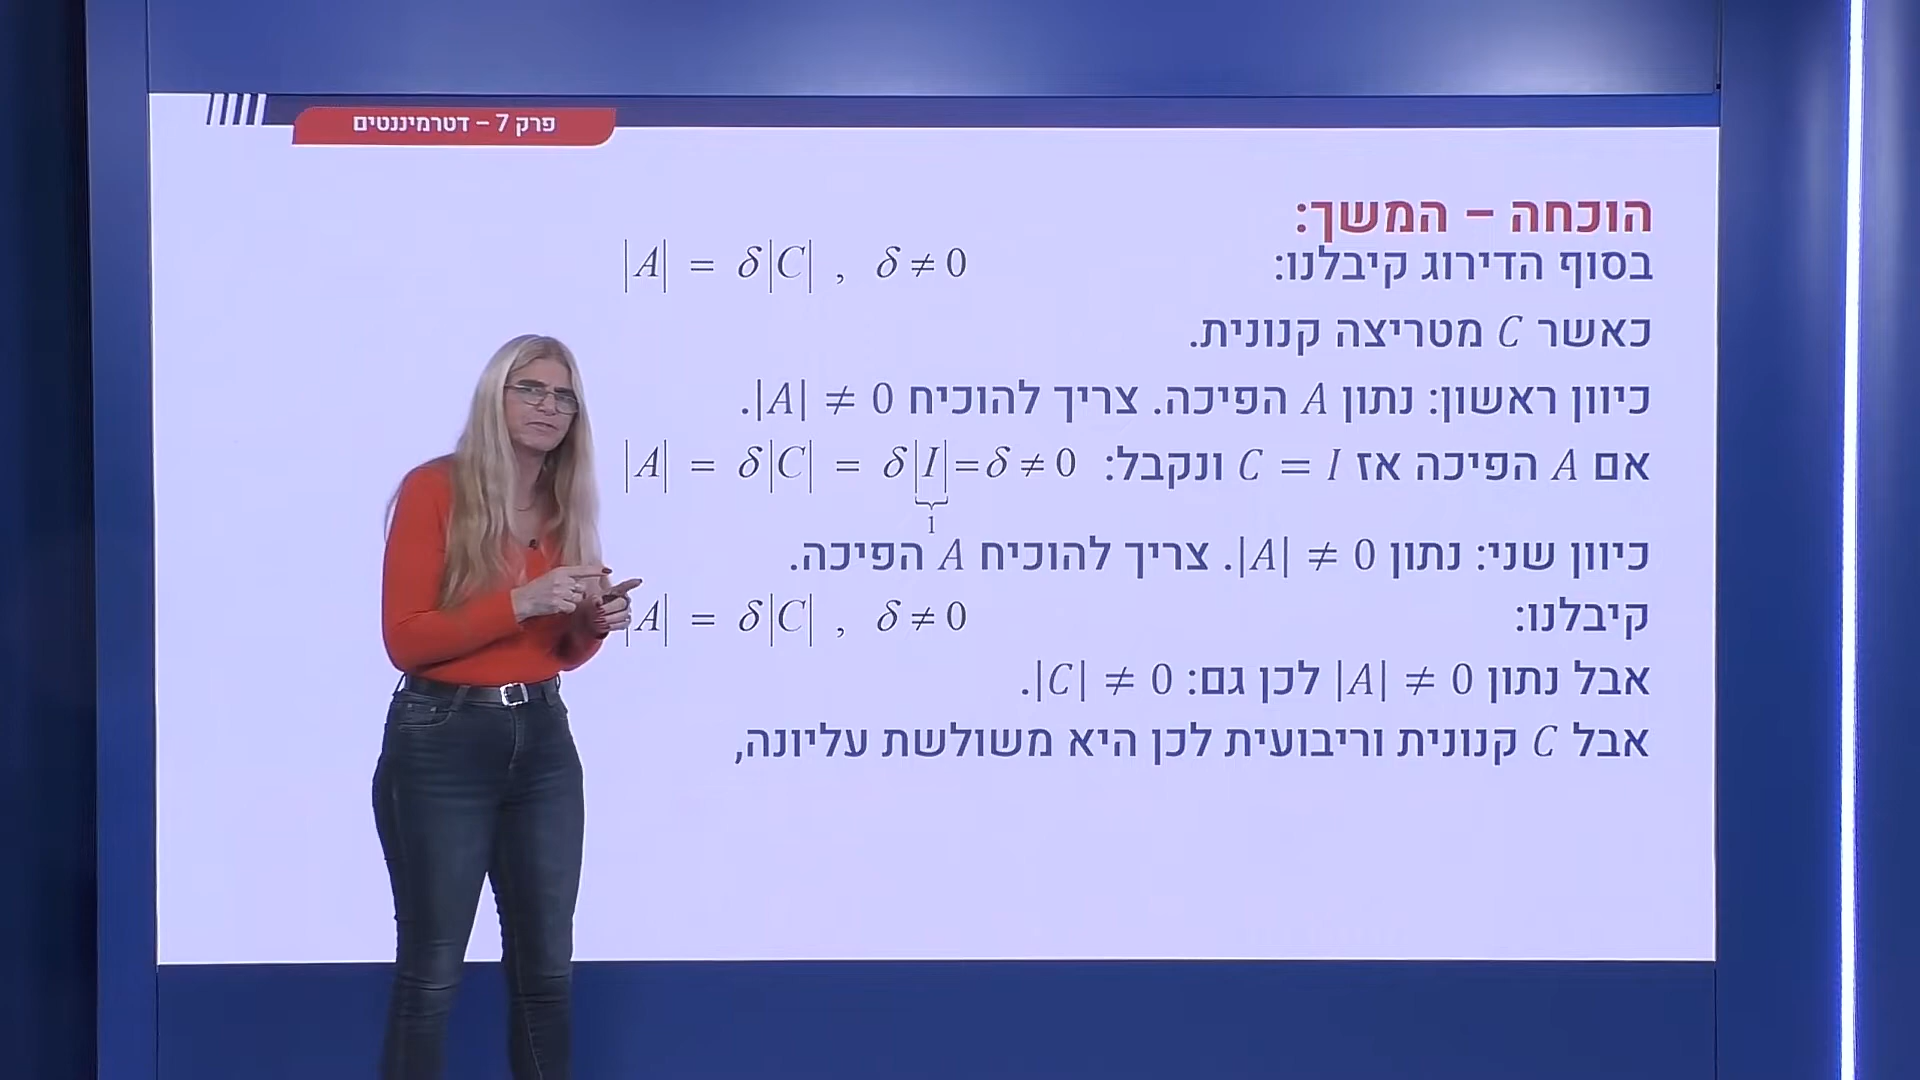 פרק 7 – דטרמיננטים
הוכחה – המשך:
בסוף הדירוג קיבלנו: |A| = δ|C| , δ ≠ 0
כאשר C מטריצה קנונית.
כיוון ראשון: נתון A הפיכה. צריך להוכיח |A| ≠ 0.
אם A הפיכה אז C = I ונקבל: |A| = δ|C| = δ|I| = δ ≠ 0
1
כיוון שני: נתון |A| ≠ 0. צריך להוכיח A הפיכה.
קיבלנו: |A| = δ|C| , δ ≠ 0
אבל נתון |A| ≠ 0 לכן גם: |C| ≠ 0.
אבל C קנונית וריבועית לכן היא משולשת עליונה,